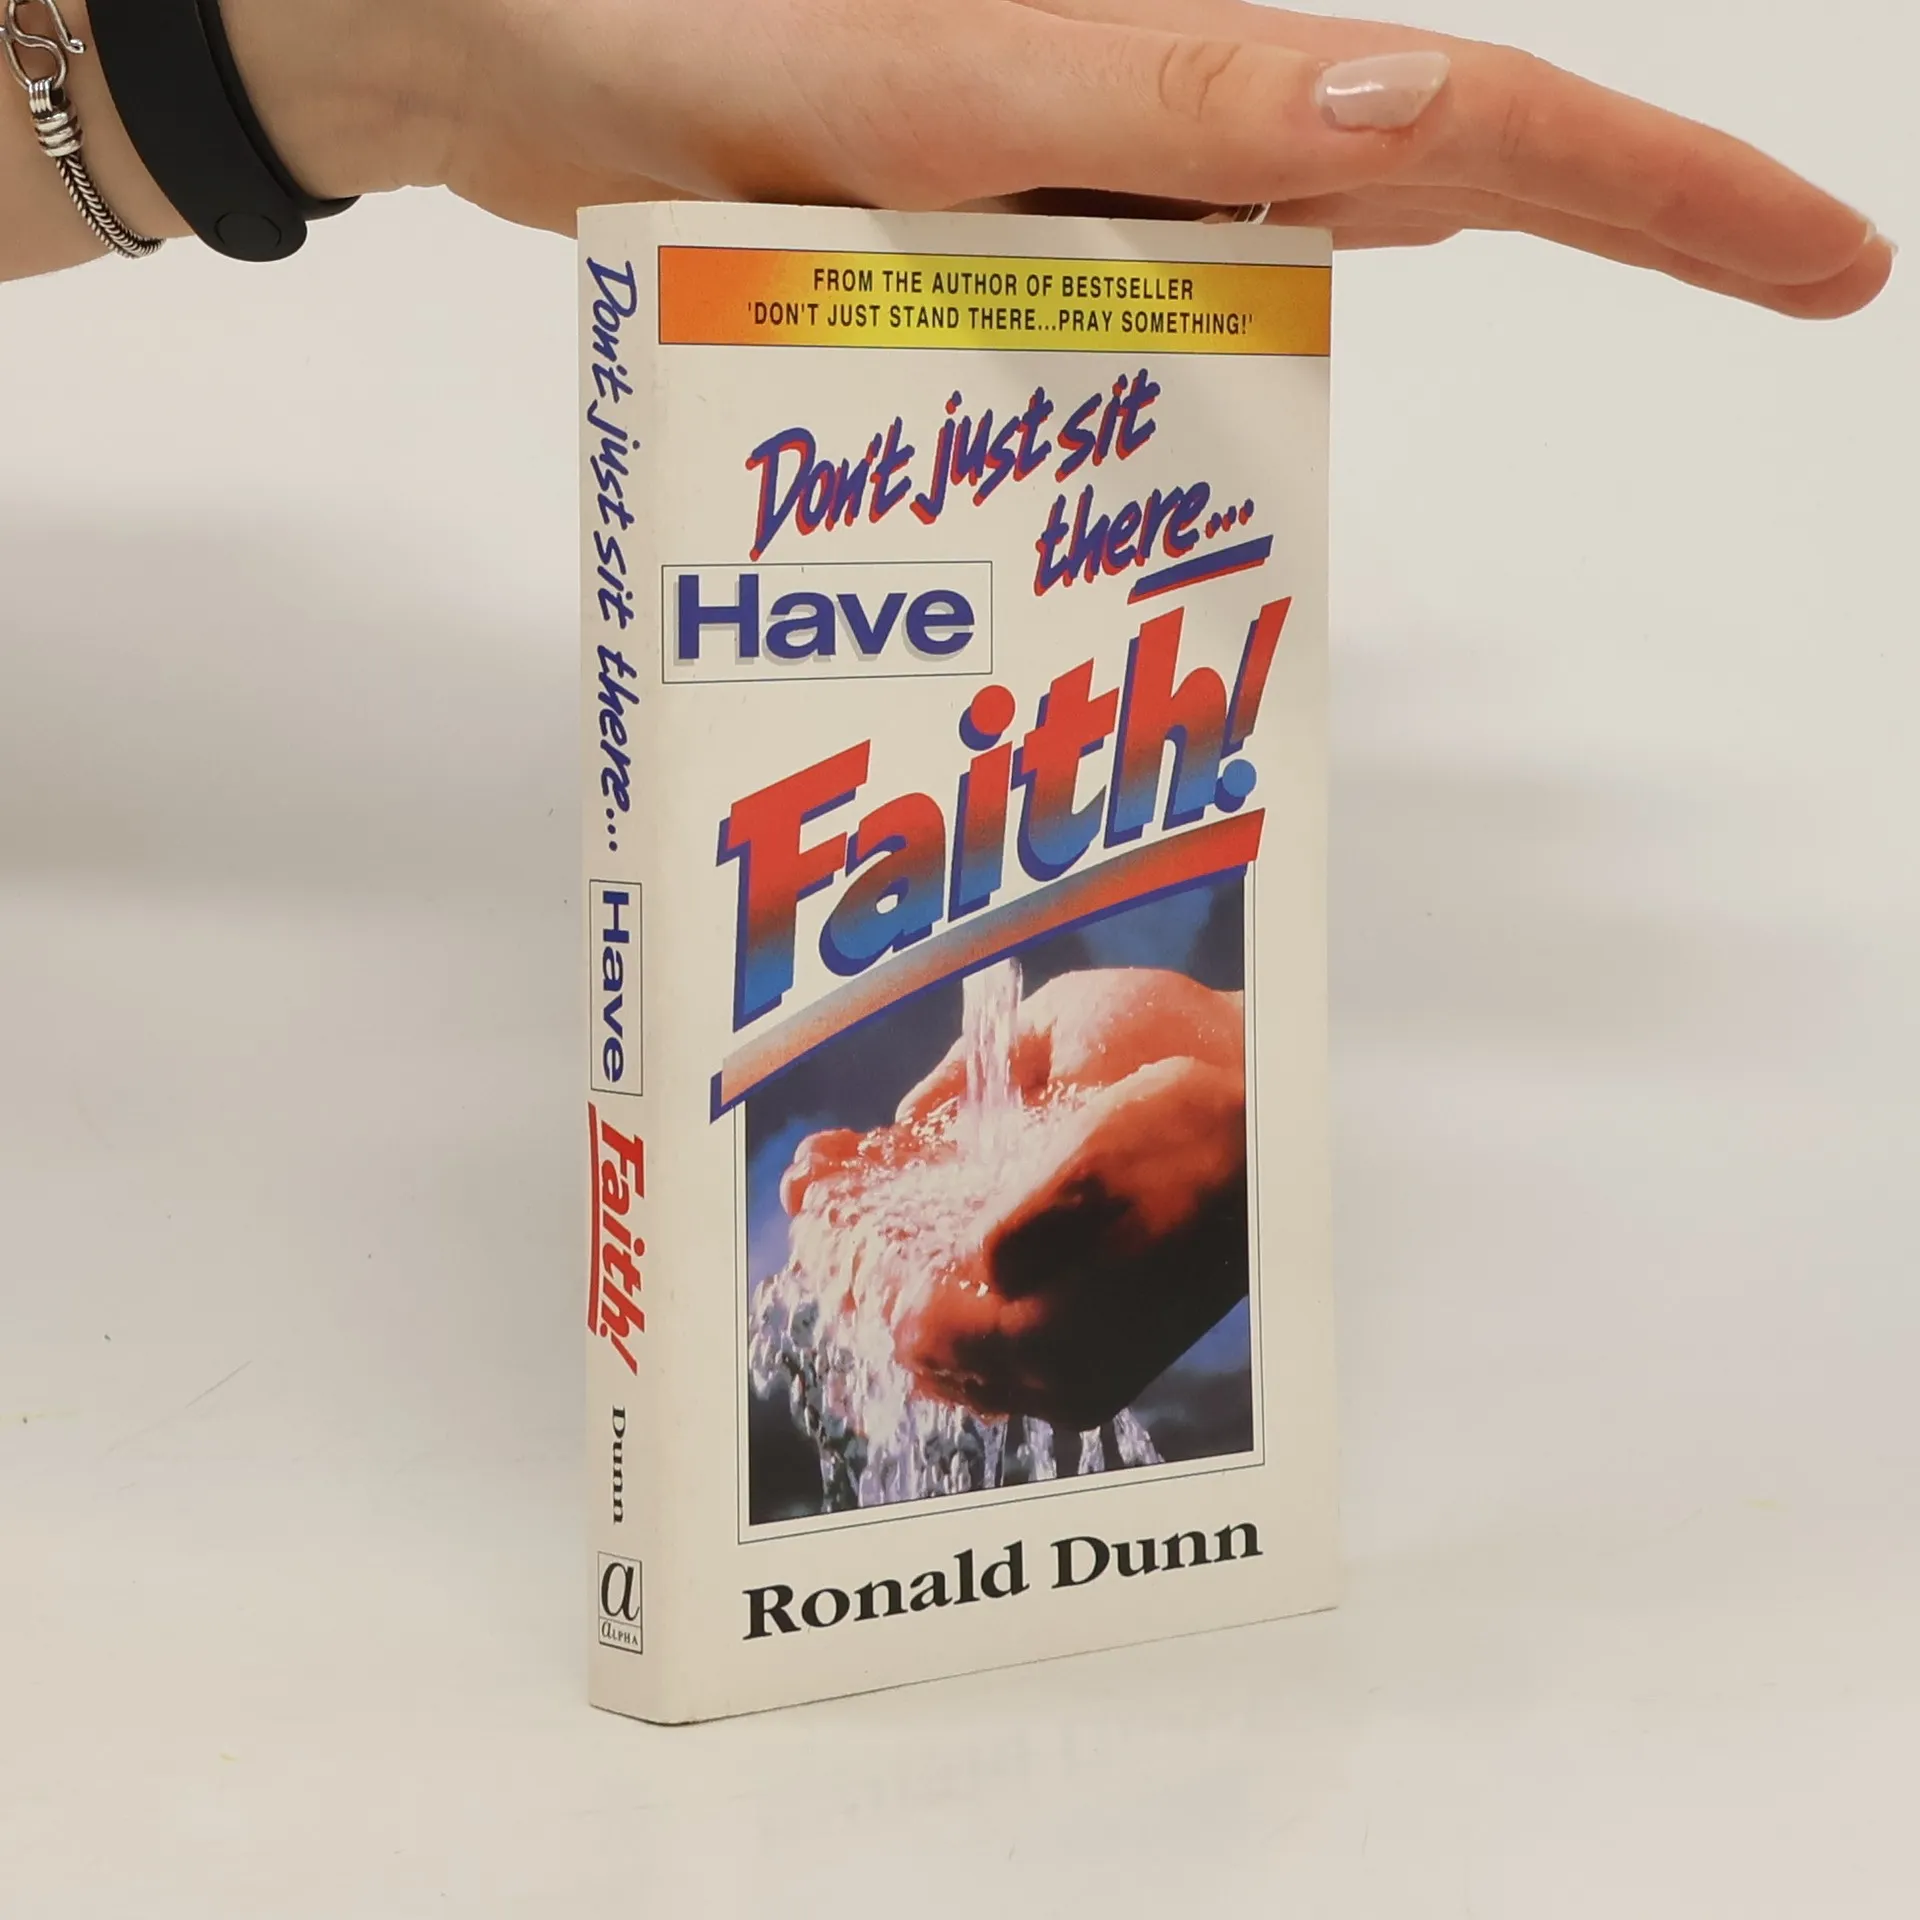 FROM THE AUTHOR OF BESTSELLER
'DON'T JUST STAND THERE...PRAY SOMETHING!'
Don't just sit
there...
Have
Faith!
Ronald Dunn
Don't just sit there... Have Faith! Dunn
a
aLPHA